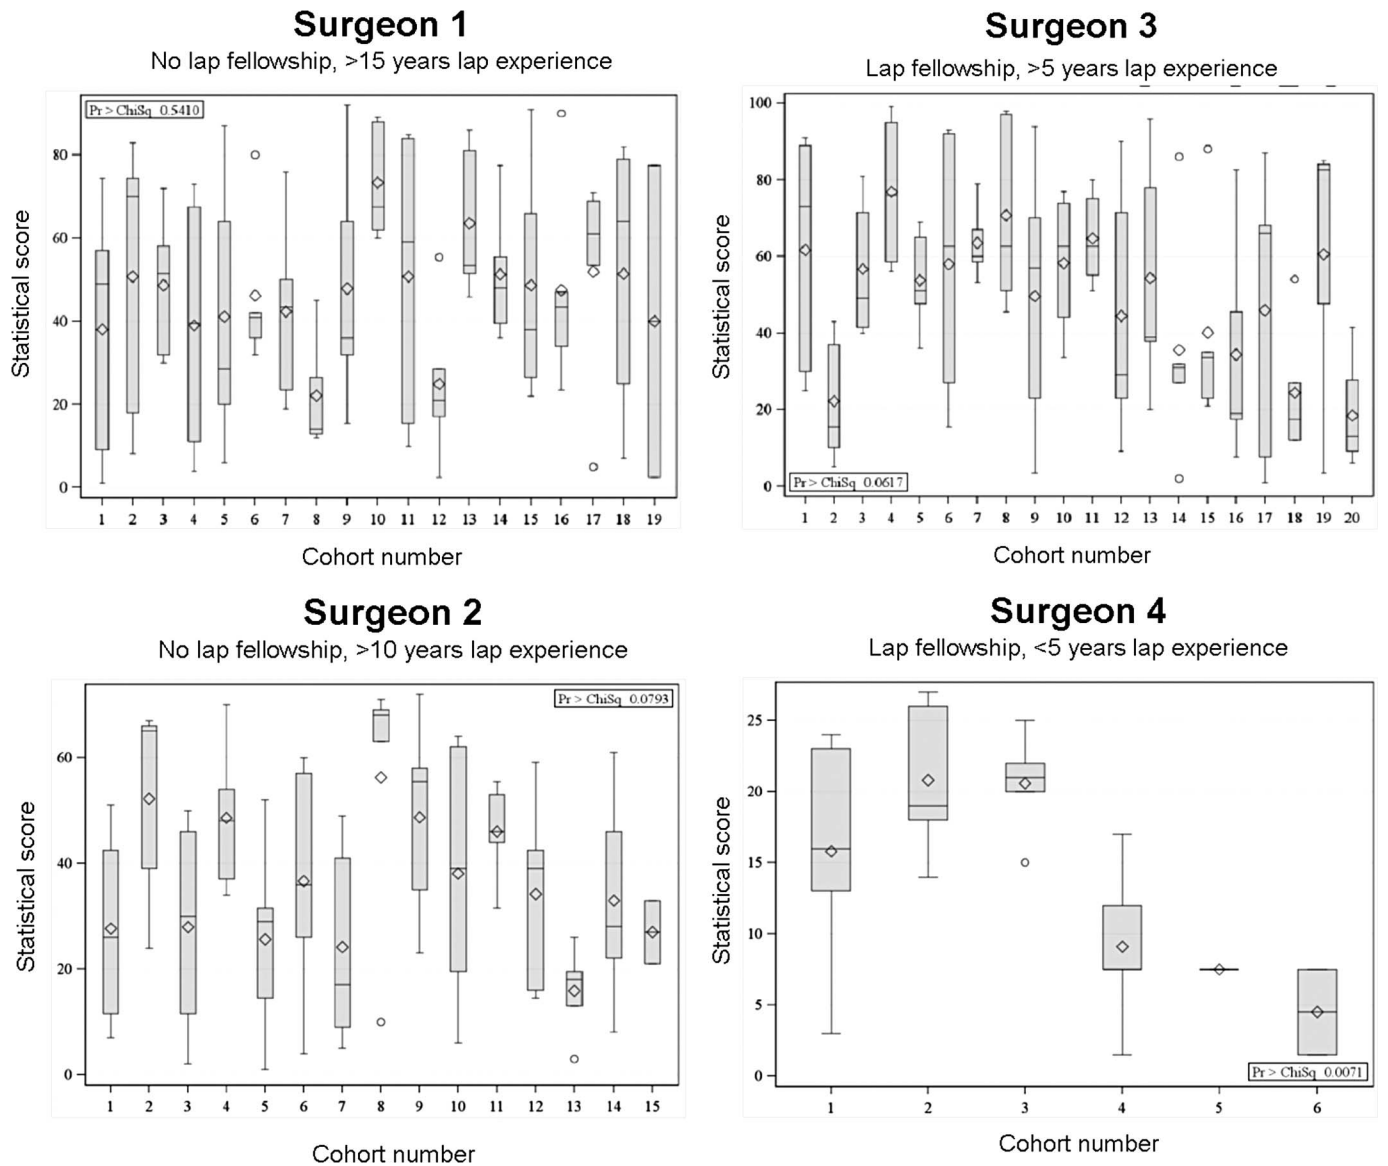 Surgeon 1
No lap fellowship, >15 years lap experience
Pr > ChiSq 0.5410
80
60
40
20
0
Statistical score
1 2 3 4 5 6 7 8 9 10 11 12 13 14 15 16 17 18 19
Cohort number
Surgeon 3
Lap fellowship, >5 years lap experience
100
80
60
40
20
0
Statistical score
Pr > ChiSq 0.0617
1 2 3 4 5 6 7 8 9 10 11 12 13 14 15 16 17 18 19 20
Cohort number
Surgeon 2
No lap fellowship, >10 years lap experience
Pr > ChiSq 0.0793
60
40
20
0
Statistical score
1 2 3 4 5 6 7 8 9 10 11 12 13 14 15
Cohort number
Surgeon 4
Lap fellowship, <5 years lap experience
25
20
15
10
5
0
Statistical score
Pr > ChiSq 0.0071
1 2 3 4 5 6
Cohort number